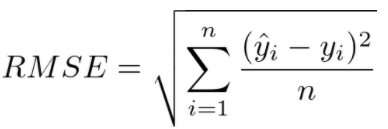 RMSE = \sqrt{\sum_{i=1}^{n} \frac{(\hat{y}_i - y_i)^2}{n}}